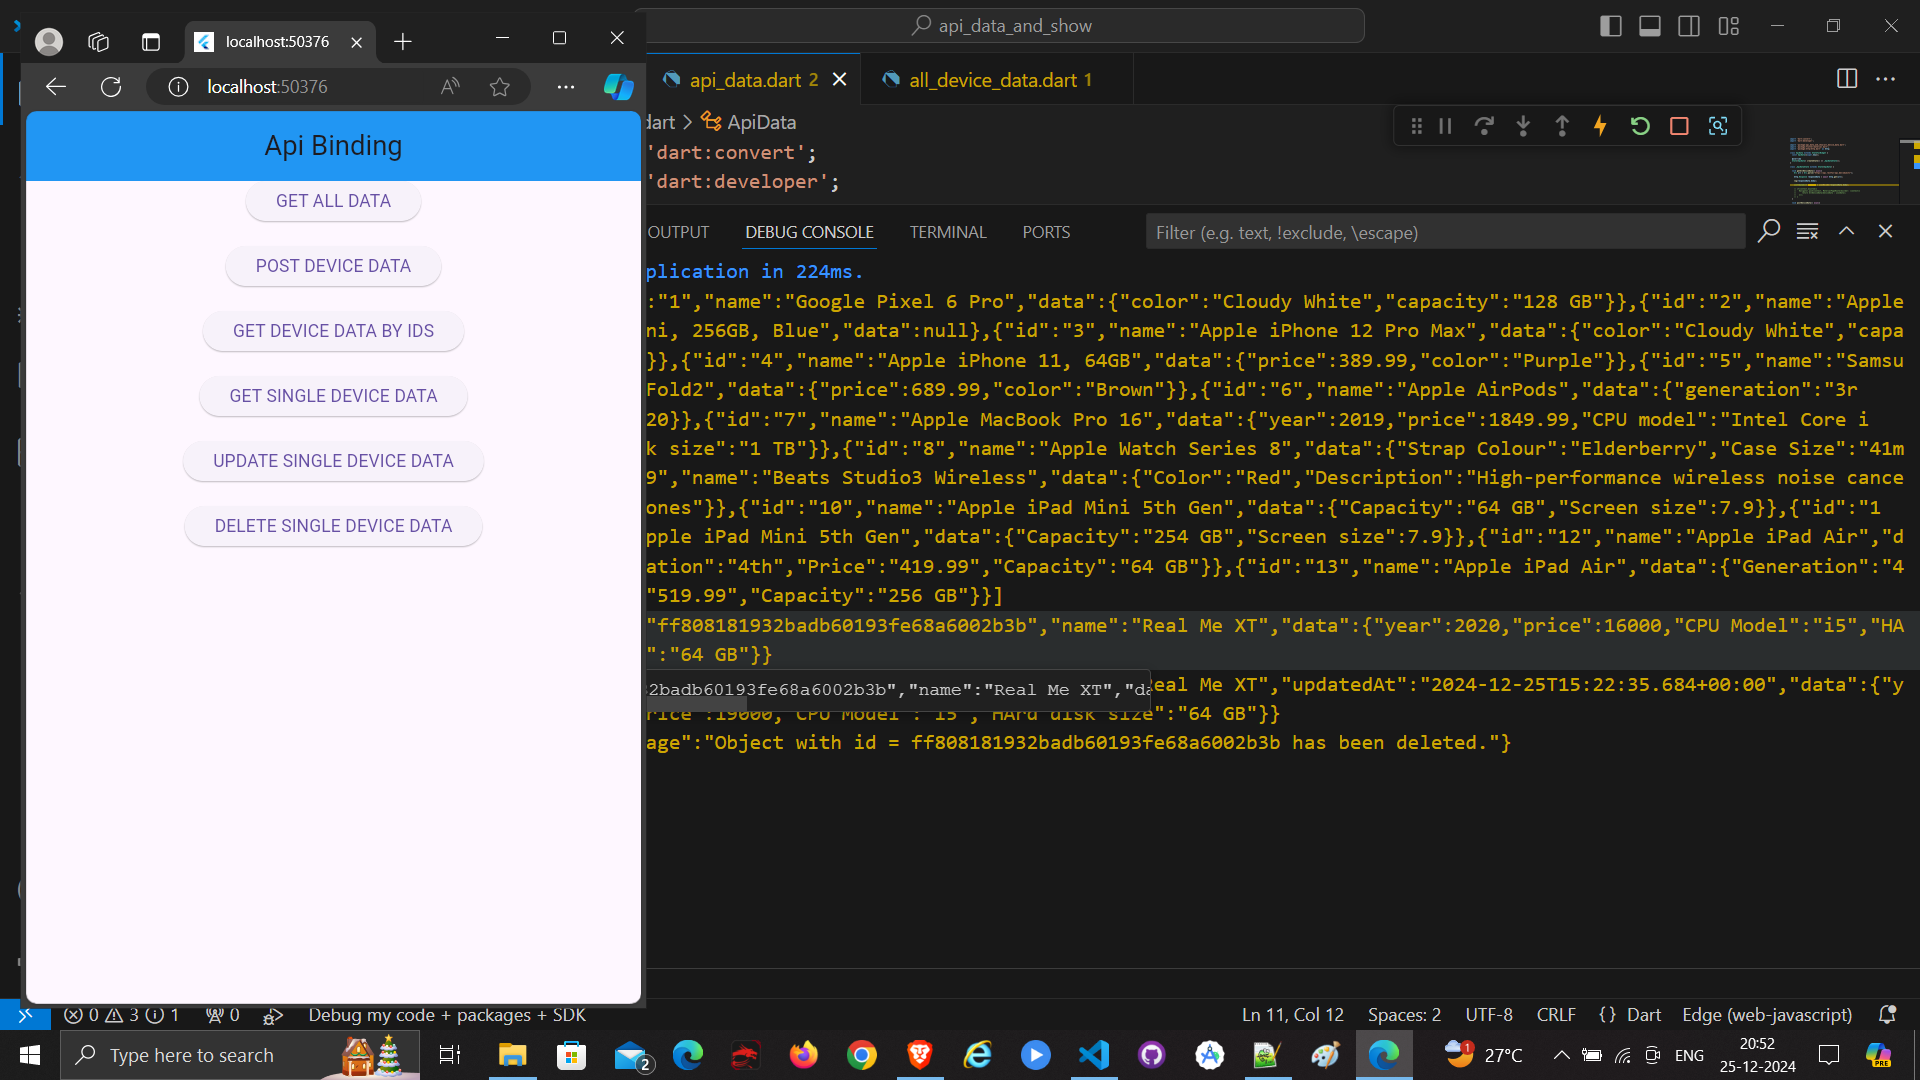 localhost:50376
localhost:50376
Api Binding
GET ALL DATA
POST DEVICE DATA
GET DEVICE DATA BY IDS
GET SINGLE DEVICE DATA
UPDATE SINGLE DEVICE DATA
DELETE SINGLE DEVICE DATA
api_data_and_show
api_data.dart 2
all_device_data.dart 1
dart > ApiData
'dart:convert';
'dart:developer';
OUTPUT DEBUG CONSOLE TERMINAL PORTS
Filter (e.g. text, !exclude, \escape)
plication in 224ms.
:"1","name":"Google Pixel 6 Pro","data":{"color":"Cloudy White","capacity":"128 GB"}},{"id":"2","name":"Apple
ni, 256GB, Blue","data":null},{"id":"3","name":"Apple iPhone 12 Pro Max","data":{"color":"Cloudy White","capa
}},{"id":"4","name":"Apple iPhone 11, 64GB","data":{"price":389.99,"color":"Purple"}},{"id":"5","name":"Samsu
Fold2","data":{"price":689.99,"color":"Brown"}},{"id":"6","name":"Apple AirPods","data":{"generation":"3r
20}},{"id":"7","name":"Apple MacBook Pro 16","data":{"year":2019,"price":1849.99,"CPU model":"Intel Core i
k size":"1 TB"}},{"id":"8","name":"Apple Watch Series 8","data":{"Strap Colour":"Elderberry","Case Size":"41m
9","name":"Beats Studio3 Wireless","data":{"Color":"Red","Description":"High-performance wireless noise cance
ones"}},{"id":"10","name":"Apple iPad Mini 5th Gen","data":{"Capacity":"64 GB","Screen size":7.9}},{"id":"1
pple iPad Mini 5th Gen","data":{"Capacity":"254 GB","Screen size":7.9}},{"id":"12","name":"Apple iPad Air","d
ation":"4th","Price":"419.99","Capacity":"64 GB"}},{"id":"13","name":"Apple iPad Air","data":{"Generation":"4
"519.99","Capacity":"256 GB"}}]
"ff808181932badb60193fe68a6002b3b","name":"Real Me XT","data":{"year":2020,"price":16000,"CPU Model":"i5","HA
":"64 GB"}}
32badb60193fe68a6002b3b","name":"Real Me XT","da
eal Me XT","updatedAt":"2024-12-25T15:22:35.684+00:00","data":{"y
rice":19000,"CPU Model":"i5","HArd disk size":"64 GB"}}
age":"Object with id = ff808181932badb60193fe68a6002b3b has been deleted."}
0 3 1 0 Debug my code + packages + SDK
Ln 11, Col 12 Spaces: 2 UTF-8 CRLF {} Dart Edge (web-javascript)
Type here to search
2
1
27°C
ENG
20:52
25-12-2024
PRE